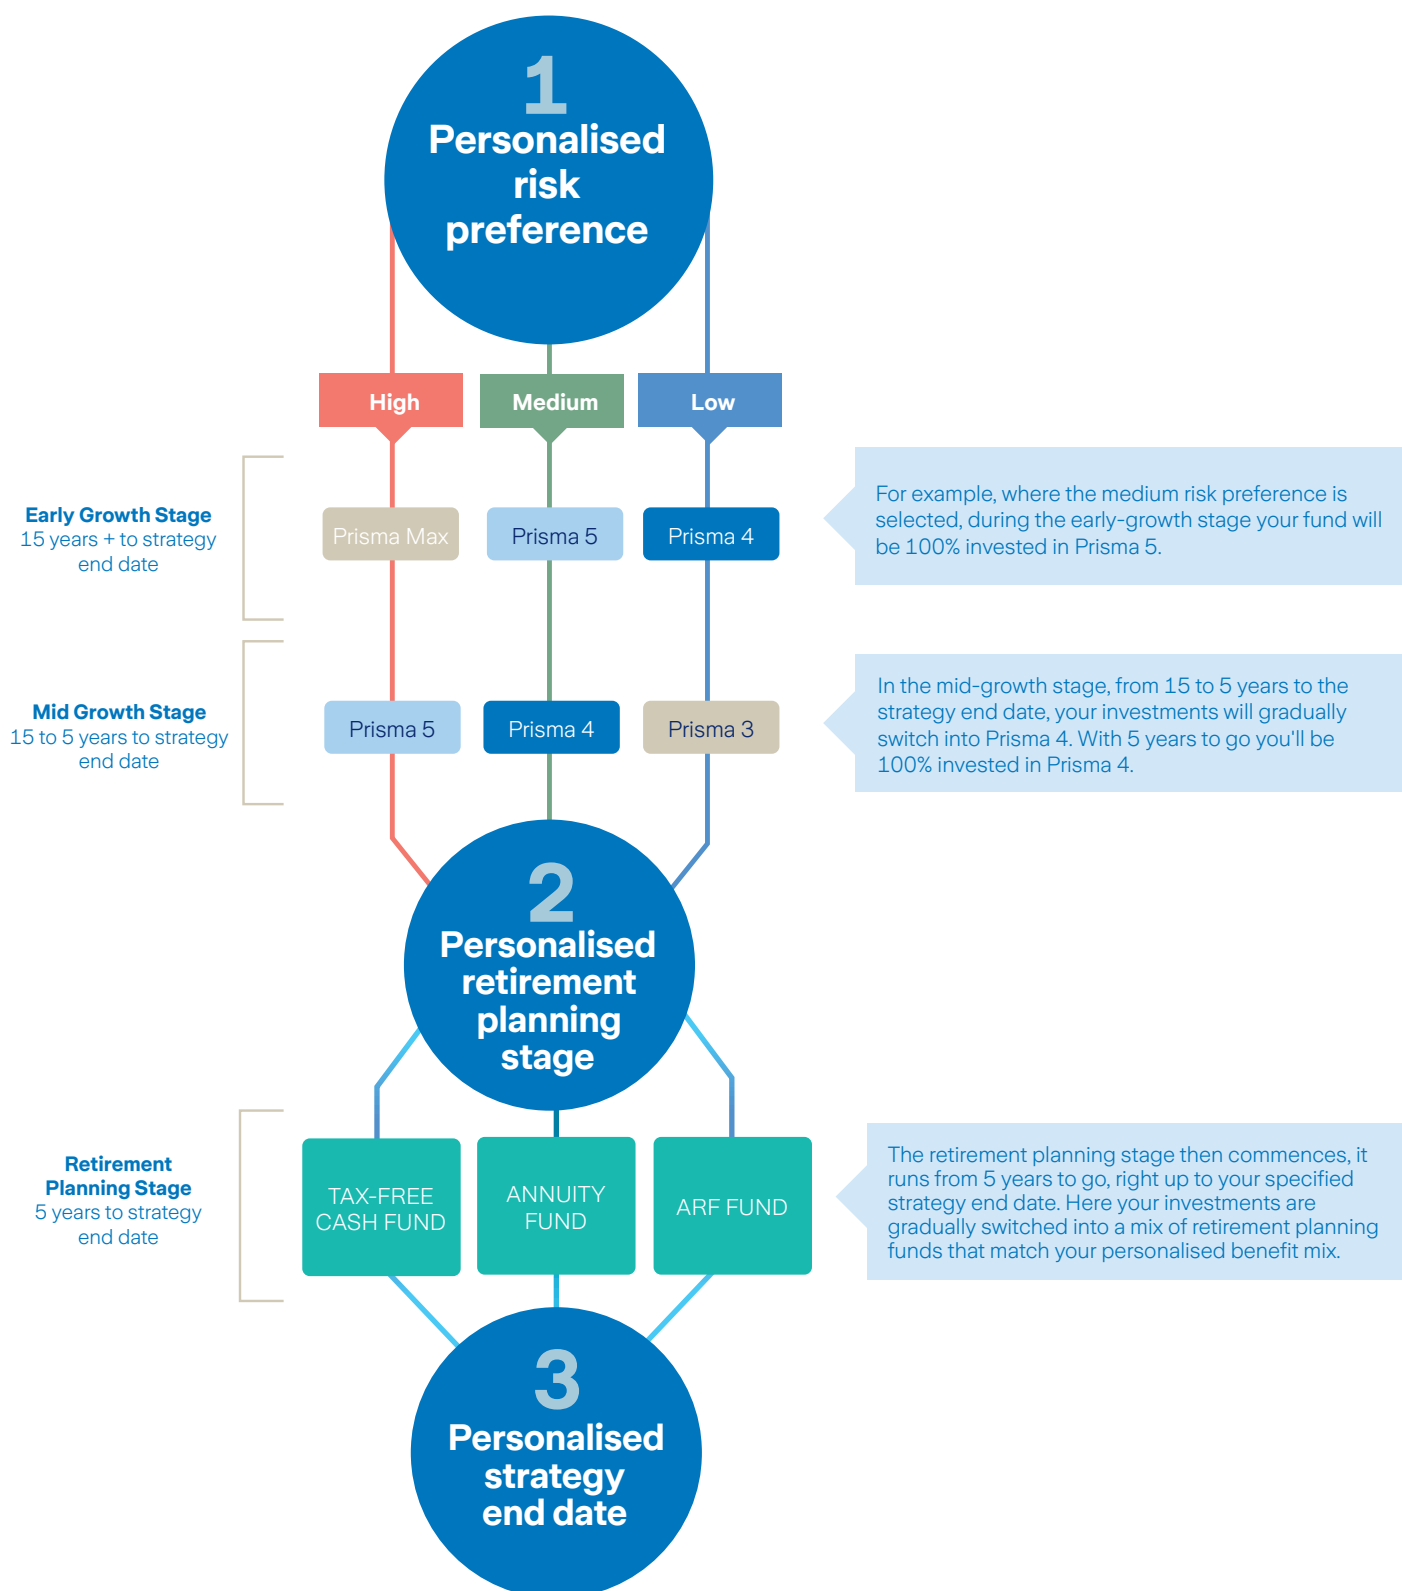 1
Personalised
risk
preference
High
Medium
Low
Early Growth Stage
15 years + to strategy
end date
Prisma Max
Prisma 5
Prisma 4
For example, where the medium risk preference is
selected, during the early-growth stage your fund will
be 100% invested in Prisma 5.
Mid Growth Stage
15 to 5 years to strategy
end date
Prisma 5
Prisma 4
Prisma 3
In the mid-growth stage, from 15 to 5 years to the
strategy end date, your investments will gradually
switch into Prisma 4. With 5 years to go you'll be
100% invested in Prisma 4.
2
Personalised
retirement
planning
stage
Retirement
Planning Stage
5 years to strategy
end date
TAX-FREE
CASH FUND
ANNUITY
FUND
ARF FUND
The retirement planning stage then commences, it
runs from 5 years to go, right up to your specified
strategy end date. Here your investments are
gradually switched into a mix of retirement planning
funds that match your personalised benefit mix.
3
Personalised
strategy
end date